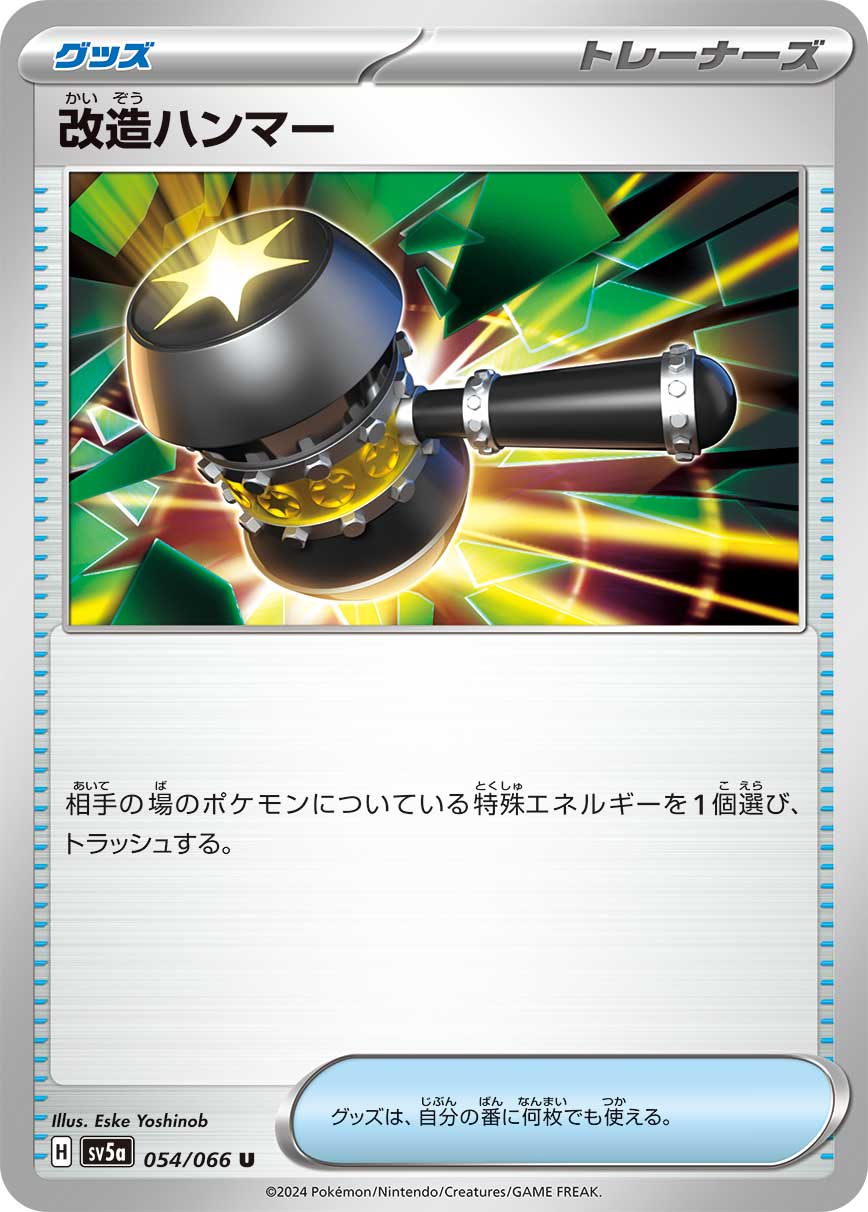 グッズ
トレーナーズ
かい ぞう
改造ハンマー
あいて ば とくしゅ こ えら
相手の場のポケモンについている特殊エネルギーを1個選び、
トラッシュする。
じぶん ばん なんまい つか
グッズは、自分の番に何枚でも使える。
Illus. Eske Yoshinob
H sv5a 054/066 U
©2024 Pokémon/Nintendo/Creatures/GAME FREAK.